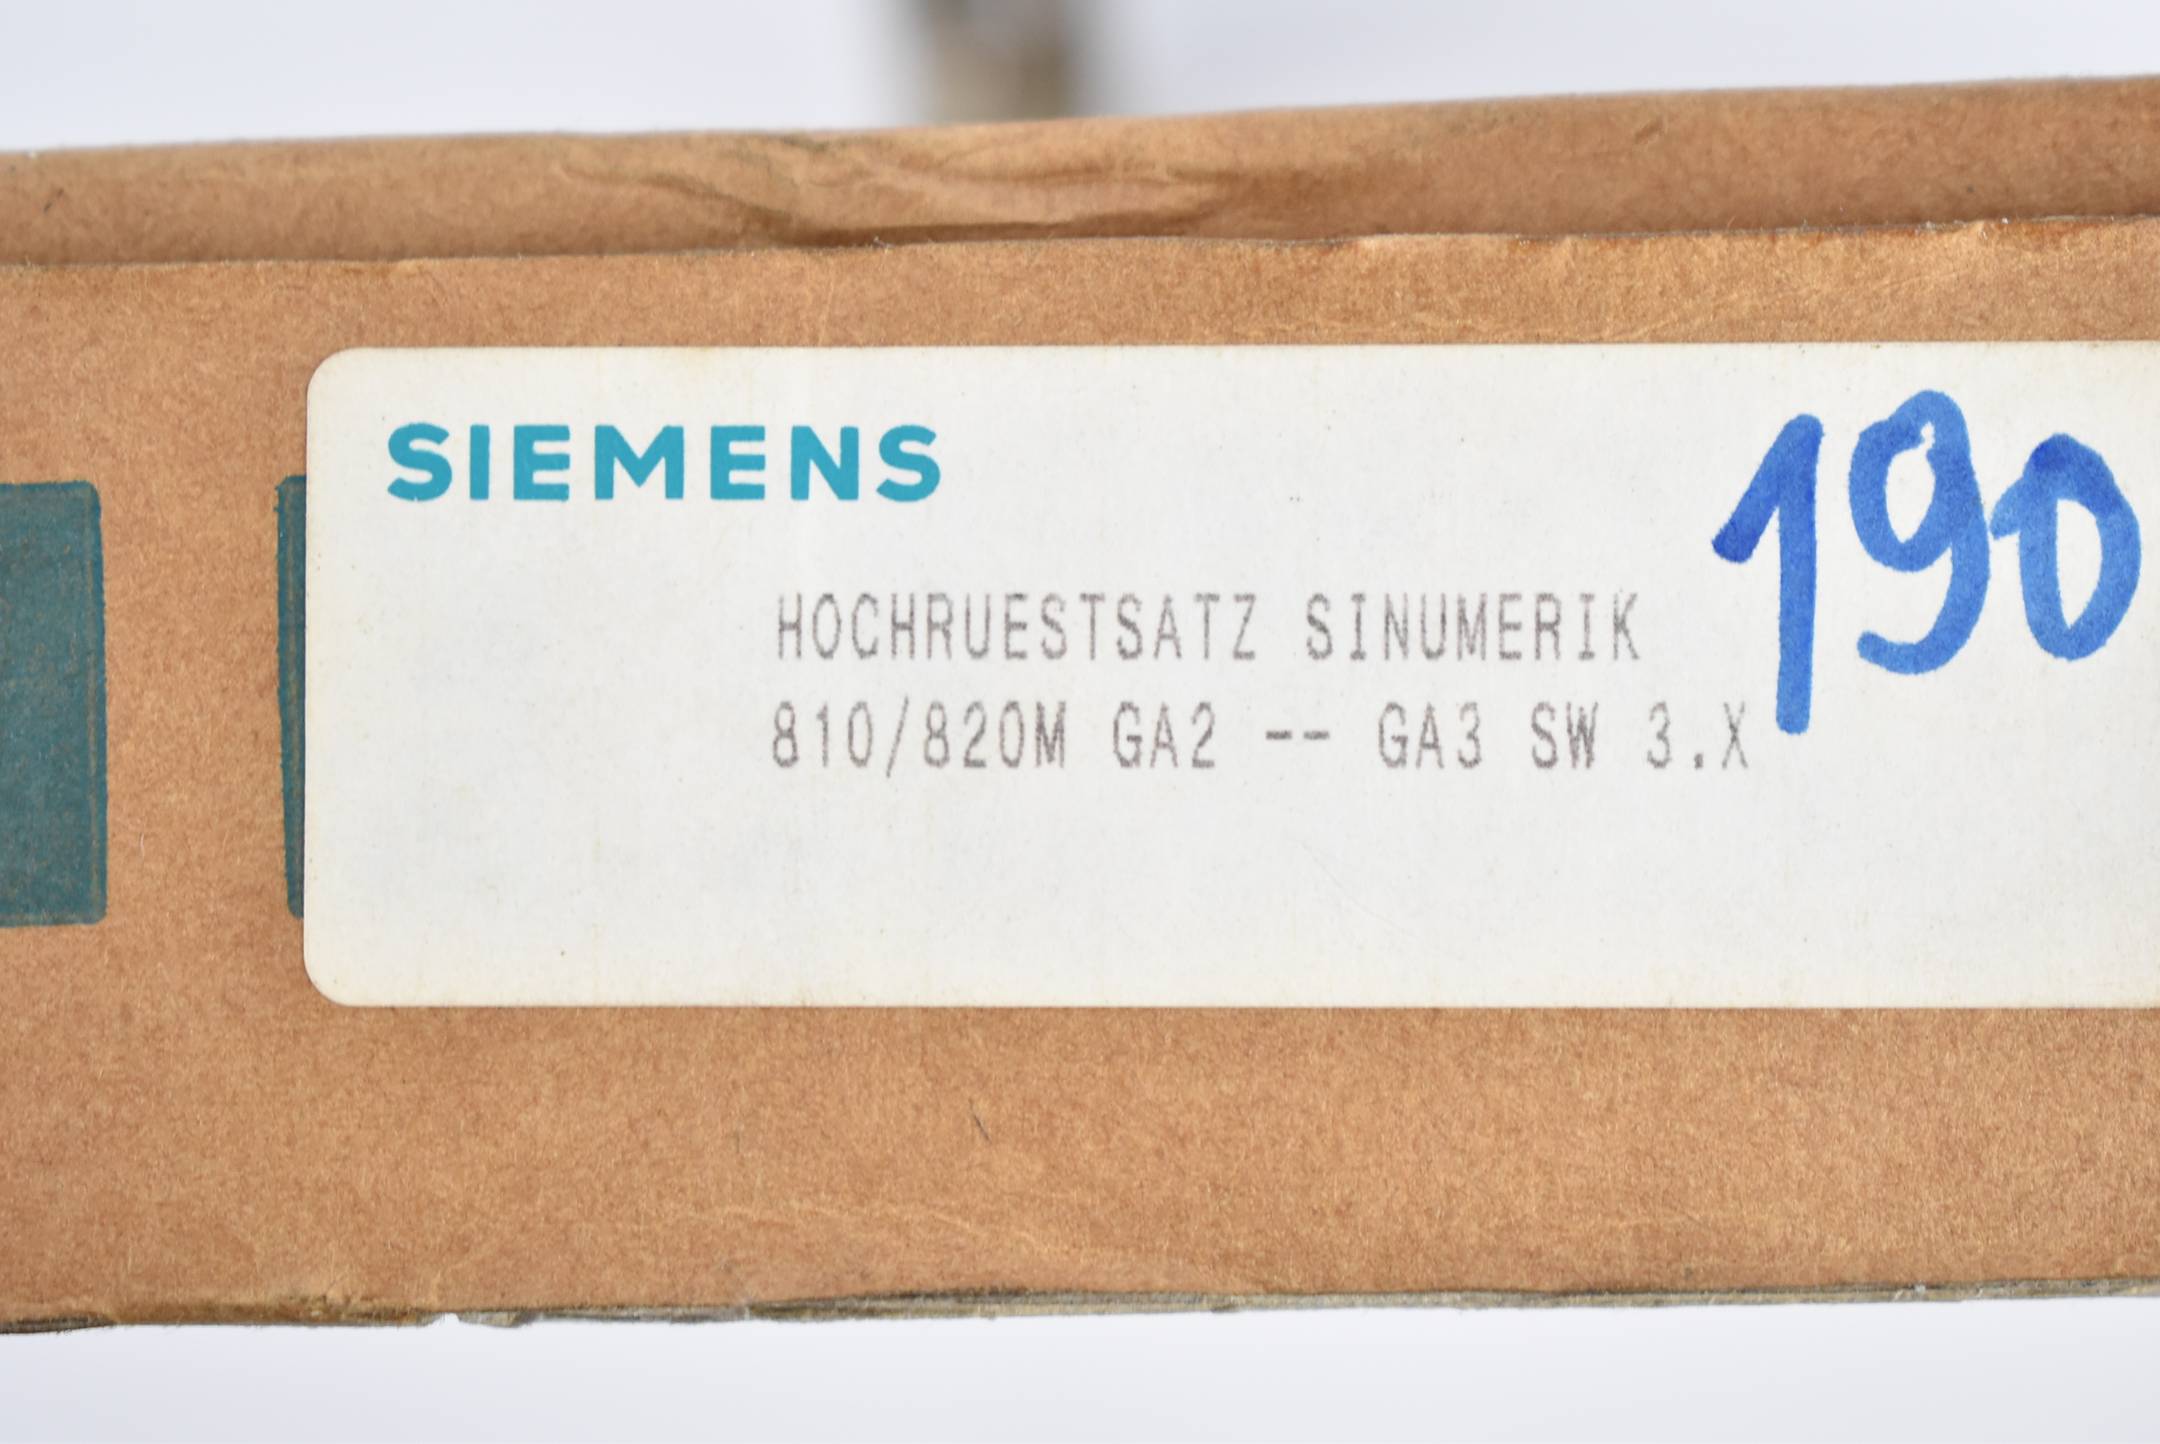 SIEMENS
190
HOCHRUESTSATZ SINUMERIK
810/820M GA2 -- GA3 SW 3.X